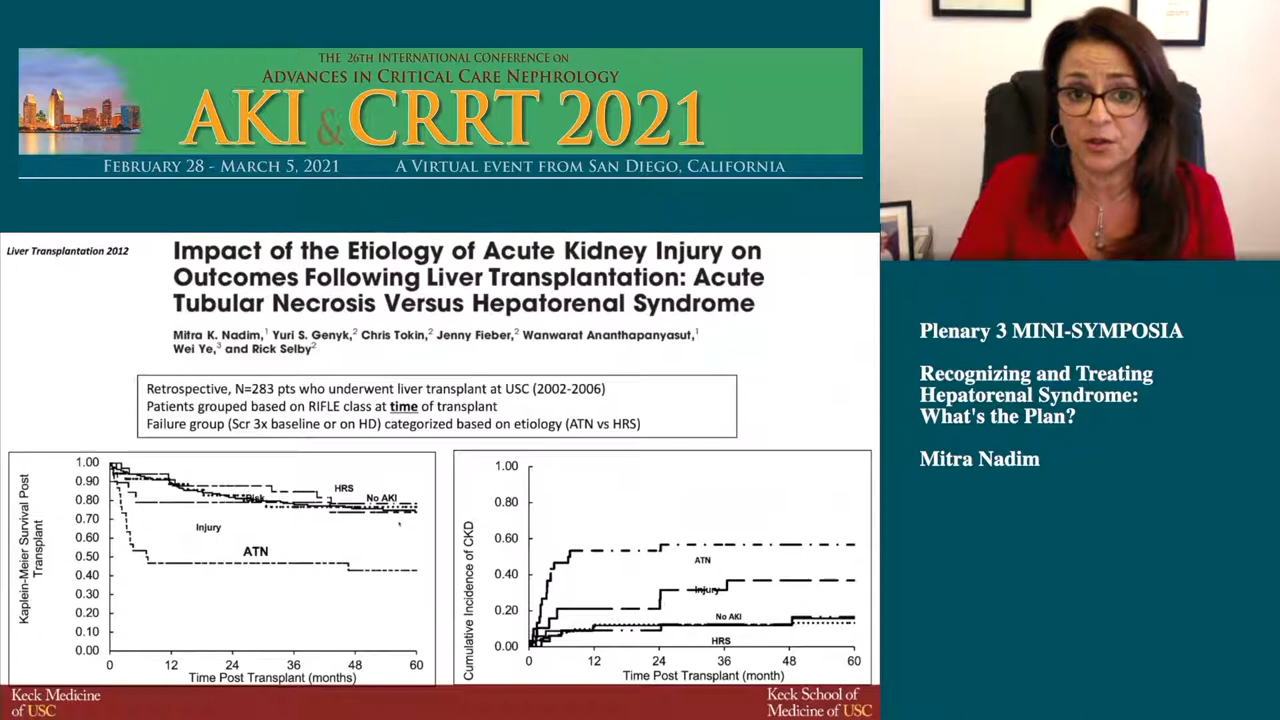 THE 26TH INTERNATIONAL CONFERENCE ON
ADVANCES IN CRITICAL CARE NEPHROLOGY
AKI & CRRT 2021
FEBRUARY 28 - MARCH 5, 2021 A VIRTUAL EVENT FROM SAN DIEGO, CALIFORNIA
Liver Transplantation 2012
Impact of the Etiology of Acute Kidney Injury on
Outcomes Following Liver Transplantation: Acute
Tubular Necrosis Versus Hepatorenal Syndrome
Mitra K. Nadim,1 Yuri S. Genyk,2 Chris Tokin,2 Jenny Fieber,2 Wanwarat Ananthapanyasut,1
Wei Ye,3 and Rick Selby2
Retrospective, N=283 pts who underwent liver transplant at USC (2002-2006)
Patients grouped based on RIFLE class at time of transplant
Failure group (Scr 3x baseline or on HD) categorized based on etiology (ATN vs HRS)
Kaplein-Meier Survival Post
Transplant
1.00
0.90
0.80
0.70
0.60
0.50
0.40
0.30
0.20
0.10
0.00
HRS
Risk
No AKI
Injury
ATN
0 12 24 36 48 60
Time Post Transplant (months)
Cumulative Incidence of CKD
1.00
0.80
0.60
0.40
0.20
0.00
ATN
Injury
No AKI
HRS
0 12 24 36 48 60
Time Post Transplant (month)
Keck Medicine
of USC
Keck School of
Medicine of USC
Plenary 3 MINI-SYMPOSIA
Recognizing and Treating
Hepatorenal Syndrome:
What's the Plan?
Mitra Nadim